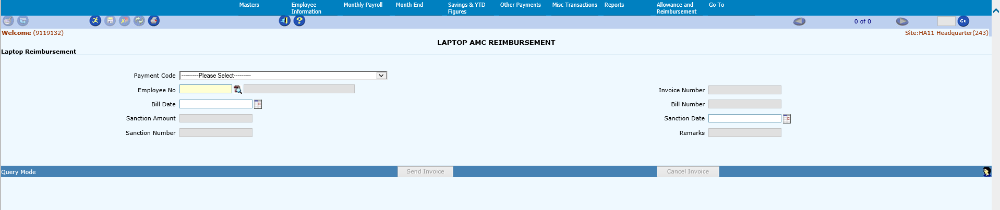 Masters Employee Monthly Payroll Month End Savings & YTD Other Payments Misc Transactions Reports Allowance and Go To
Information Figures Reimbursement
? 0 of 0 Go
Welcome (9119132) Site:HA11 Headquarter(243)
LAPTOP AMC REIMBURSEMENT
Laptop Reimbursement
Payment Code ---------Please Select---------
Employee No Invoice Number
Bill Date Bill Number
Sanction Amount Sanction Date
Sanction Number Remarks
Query Mode Send Invoice Cancel Invoice